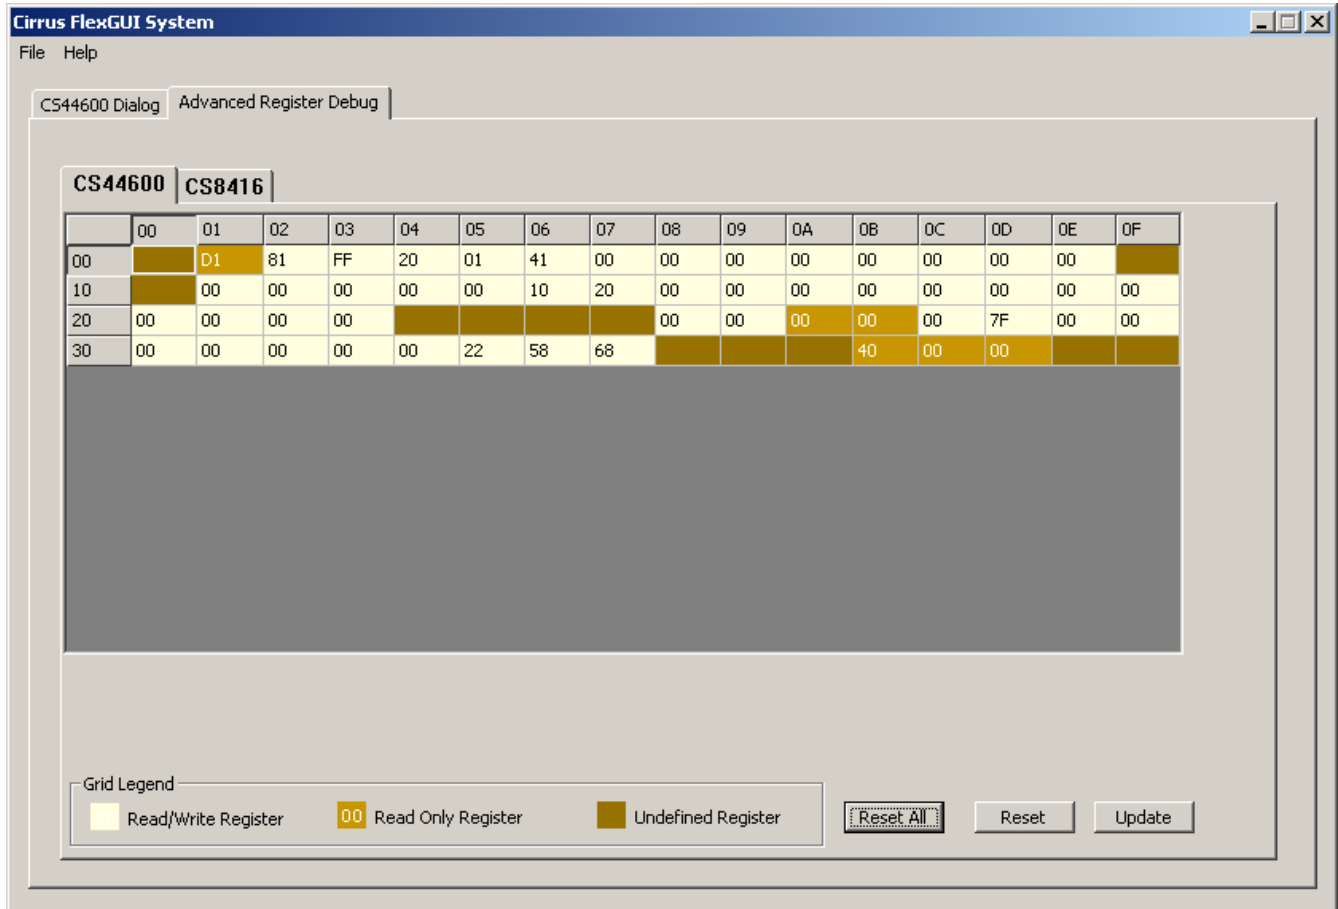 Cirrus FlexGUI System
File Help
CS44600 Dialog Advanced Register Debug
CS44600 CS8416
00 01 02 03 04 05 06 07 08 09 0A 0B 0C 0D 0E 0F
00 D1 81 FF 20 01 41 00 00 00 00 00 00 00 00
10 00 00 00 00 00 10 20 00 00 00 00 00 00 00 00
20 00 00 00 00 00 00 00 00 00 7F 00 00
30 00 00 00 00 00 22 58 68 40 00 00
Grid Legend
Read/Write Register 00 Read Only Register Undefined Register Reset All Reset Update